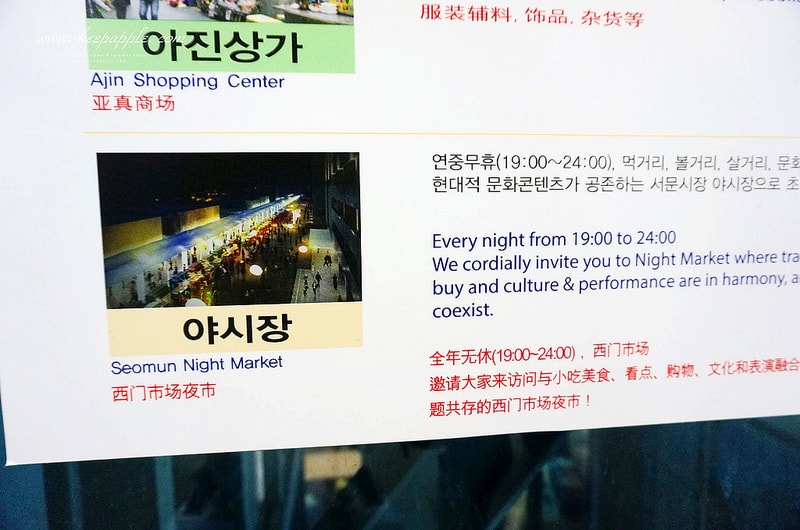 www.keepapples.com
아진상가
Ajin Shopping Center
亚真商场
服装辅料, 饰品, 杂货等
야시장
Seomun Night Market
西门市场夜市
연중무휴(19:00~24:00), 먹거리, 볼거리, 살거리, 문화
현대적 문화콘텐츠가 공존하는 서문시장 야시장으로 초
Every night from 19:00 to 24:00
We cordially invite you to Night Market where tra
buy and culture & performance are in harmony, a
coexist.
全年无休(19:00~24:00) , 西门市场
邀请大家来访问与小吃美食、看点、购物、文化和表演融合
题共存的西门市场夜市！